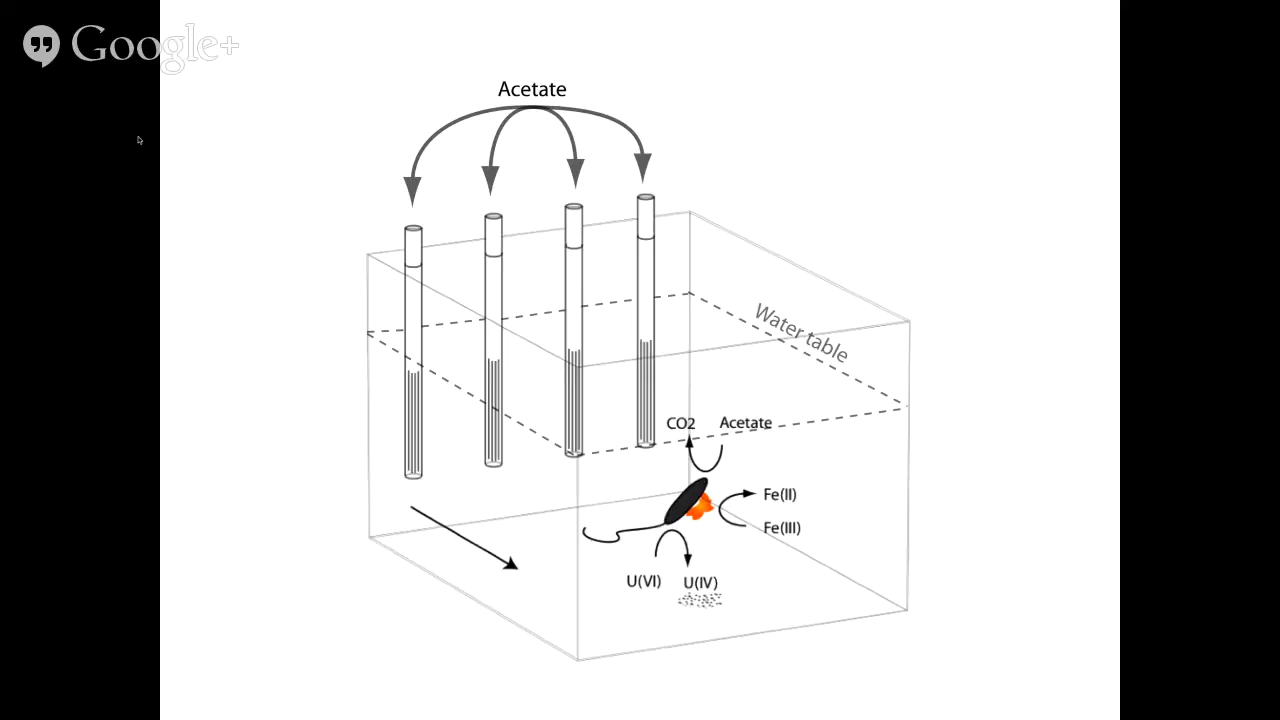 Google+
Acetate
Water table
CO2 Acetate
Fe(II)
Fe(III)
U(VI) U(IV)